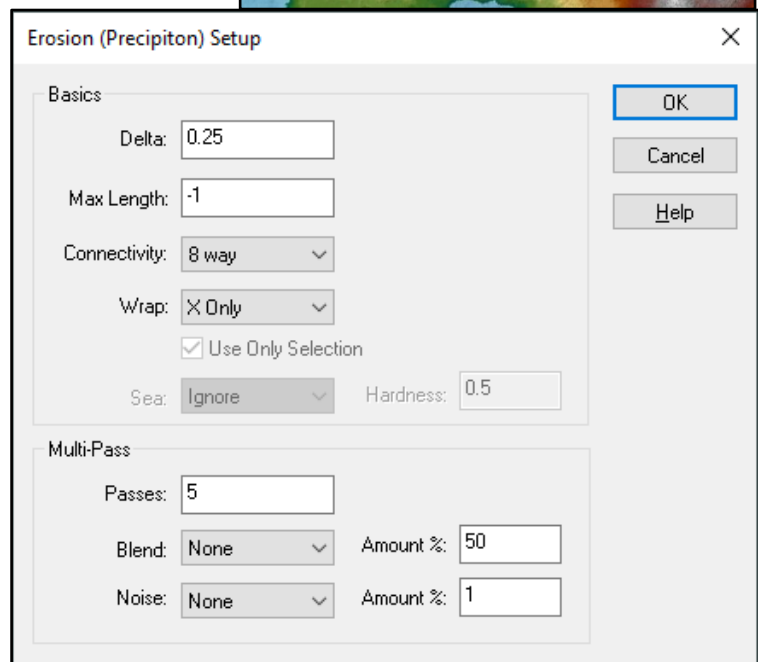 Erosion (Precipiton) Setup
Basics
OK
Delta: 0.25
Cancel
Max Length: -1
Help
Connectivity: 8 way
Wrap: X Only
Use Only Selection
Sea: Ignore Hardness: 0.5
Multi-Pass
Passes: 5
Blend: None Amount %: 50
Noise: None Amount %: 1